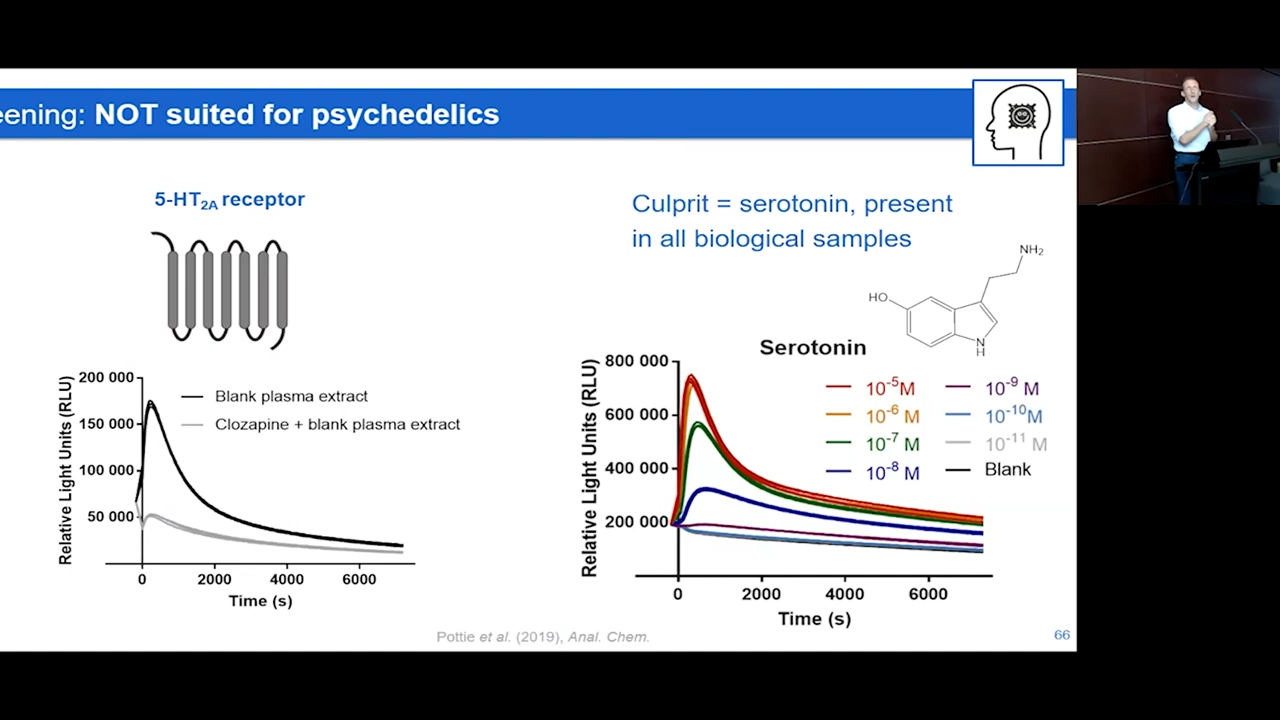 eening: NOT suited for psychedelics
5-HT2A receptor
Culprit = serotonin, present
in all biological samples
NH2
HO
N
H
Relative Light Units (RLU)
200 000
150 000
100 000
50 000
0
2000
4000
6000
Time (s)
Blank plasma extract
Clozapine + blank plasma extract
Serotonin
Relative Light Units (RLU)
800 000
600 000
400 000
200 000
0
2000
4000
6000
Time (s)
10-5M
10-6 M
10-7 M
10-8 M
10-9 M
10-10M
10-11 M
Blank
Pottie et al. (2019), Anal. Chem.
66